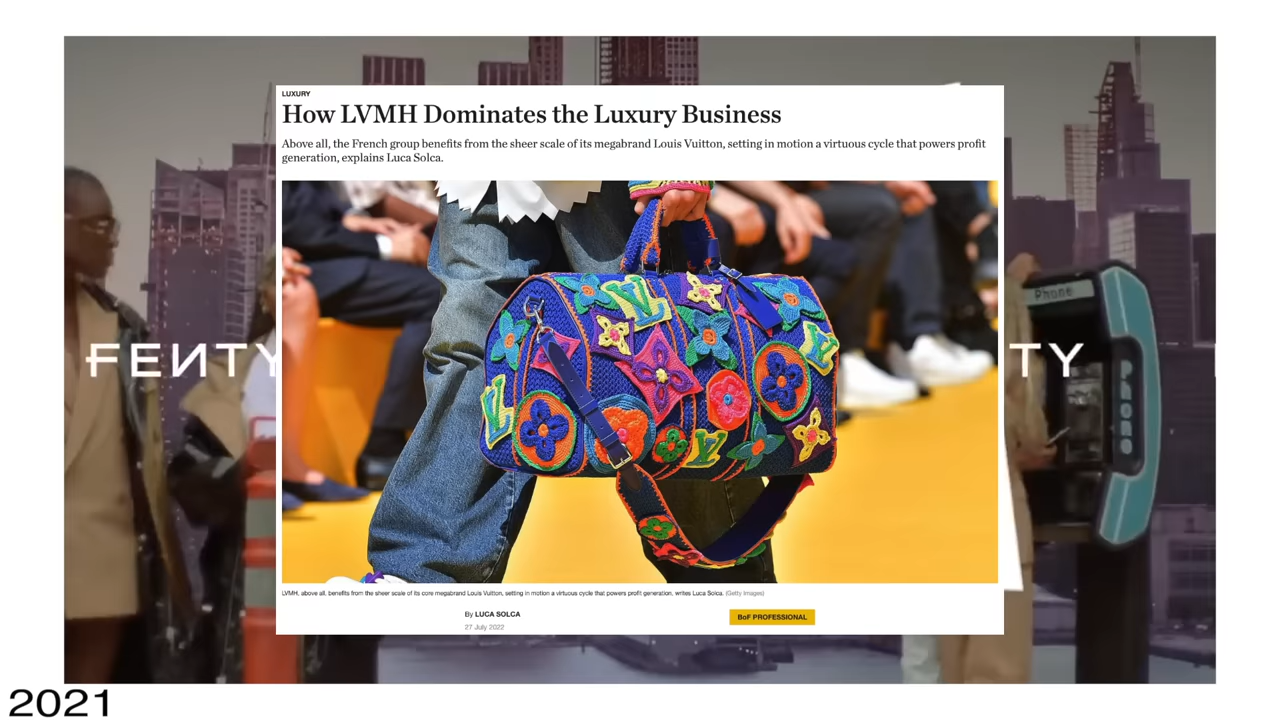 LUXURY
How LVMH Dominates the Luxury Business
Above all, the French group benefits from the sheer scale of its megabrand Louis Vuitton, setting in motion a virtuous cycle that powers profit
generation, explains Luca Solca.
Phone
FEИTY
TY
PHONE
LVMH, above all, benefits from the sheer scale of its core megabrand Louis Vuitton, setting in motion a virtuous cycle that powers profit generation, writes Luca Solca. (Getty Images)
By LUCA SOLCA
BoF PROFESSIONAL
27 July 2022
2021